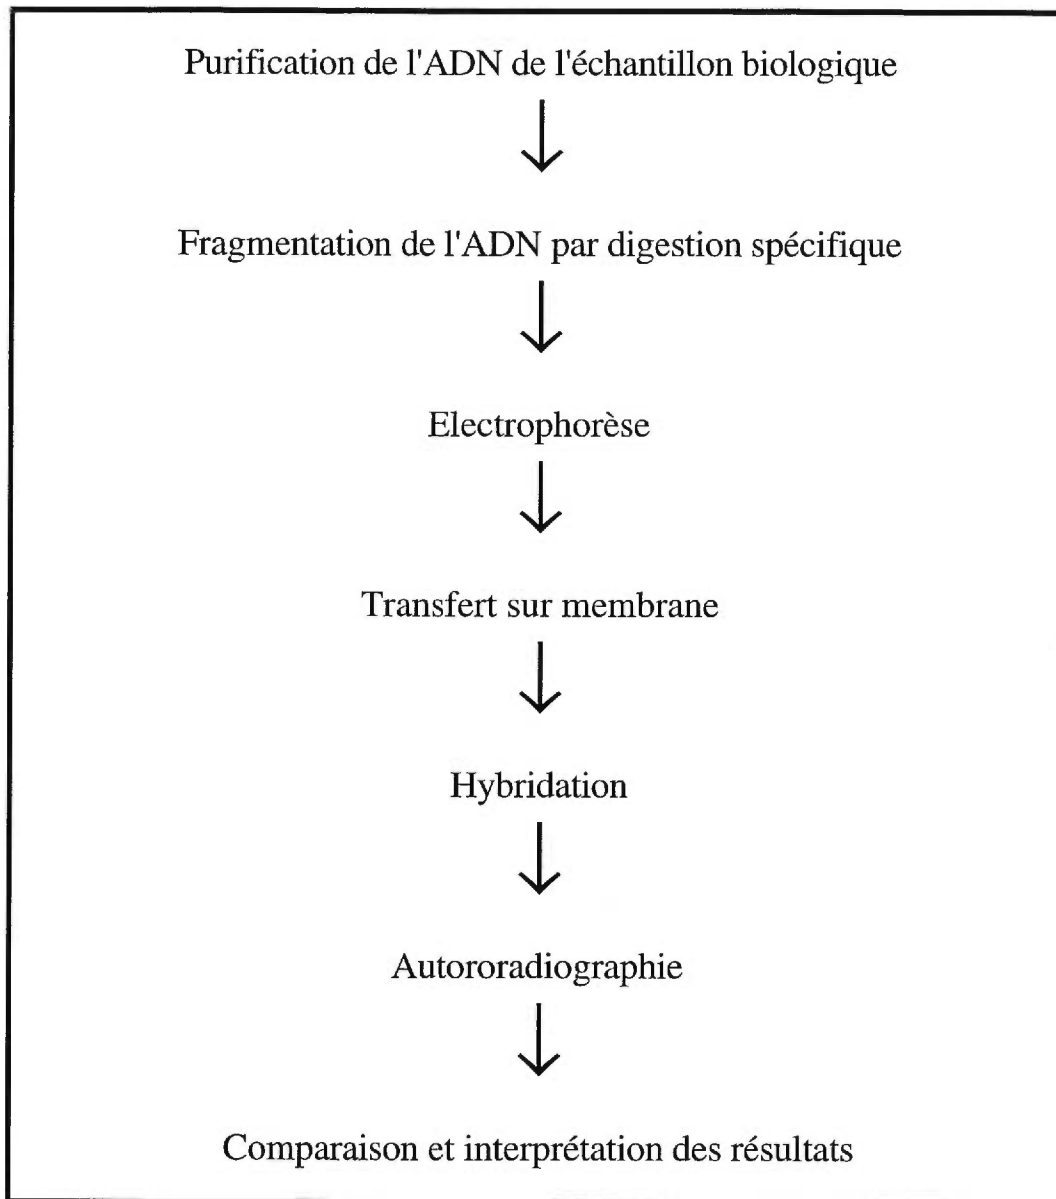 Purification de l'ADN de l'échantillon biologique
Fragmentation de l'ADN par digestion spécifique
Electrophorèse
Transfert sur membrane
Hybridation
Autororadiographie
Comparaison et interprétation des résultats